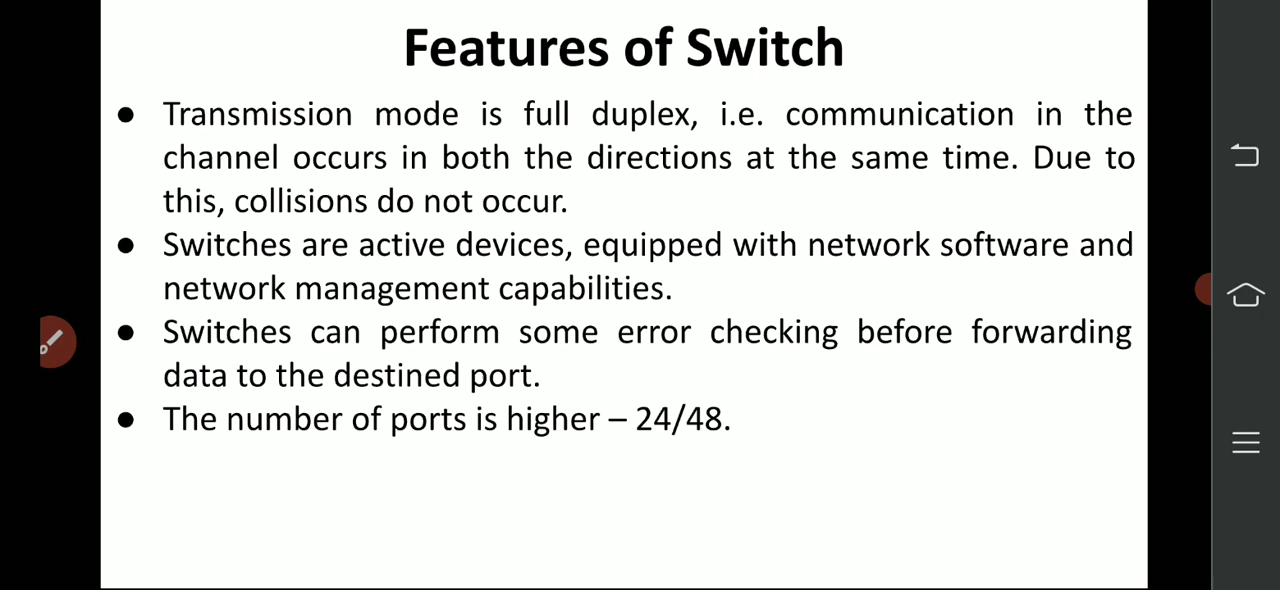 Features of Switch
● Transmission mode is full duplex, i.e. communication in the
channel occurs in both the directions at the same time. Due to
this, collisions do not occur.
● Switches are active devices, equipped with network software and
network management capabilities.
● Switches can perform some error checking before forwarding
data to the destined port.
● The number of ports is higher – 24/48.